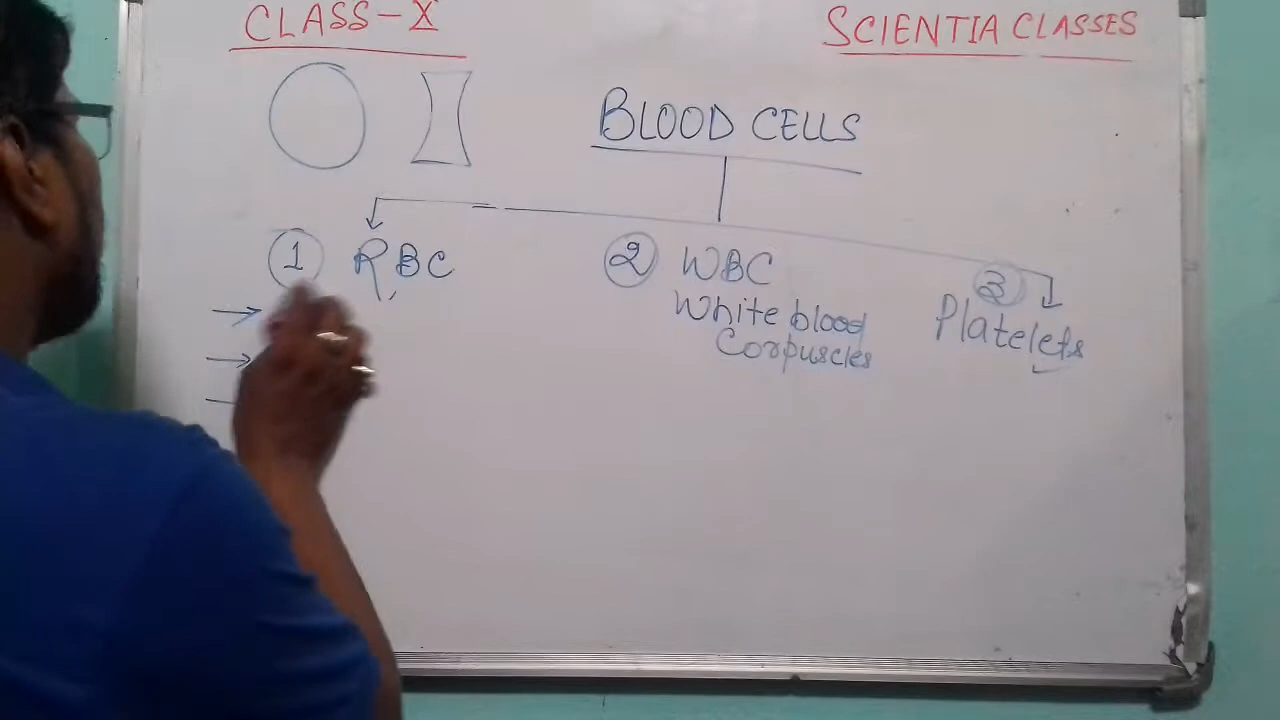 CLASS-X
SCIENTIA CLASSES
BLOOD CELLS
1 RBC
2 WBC
White blood
Corpuscles
3
Platelets